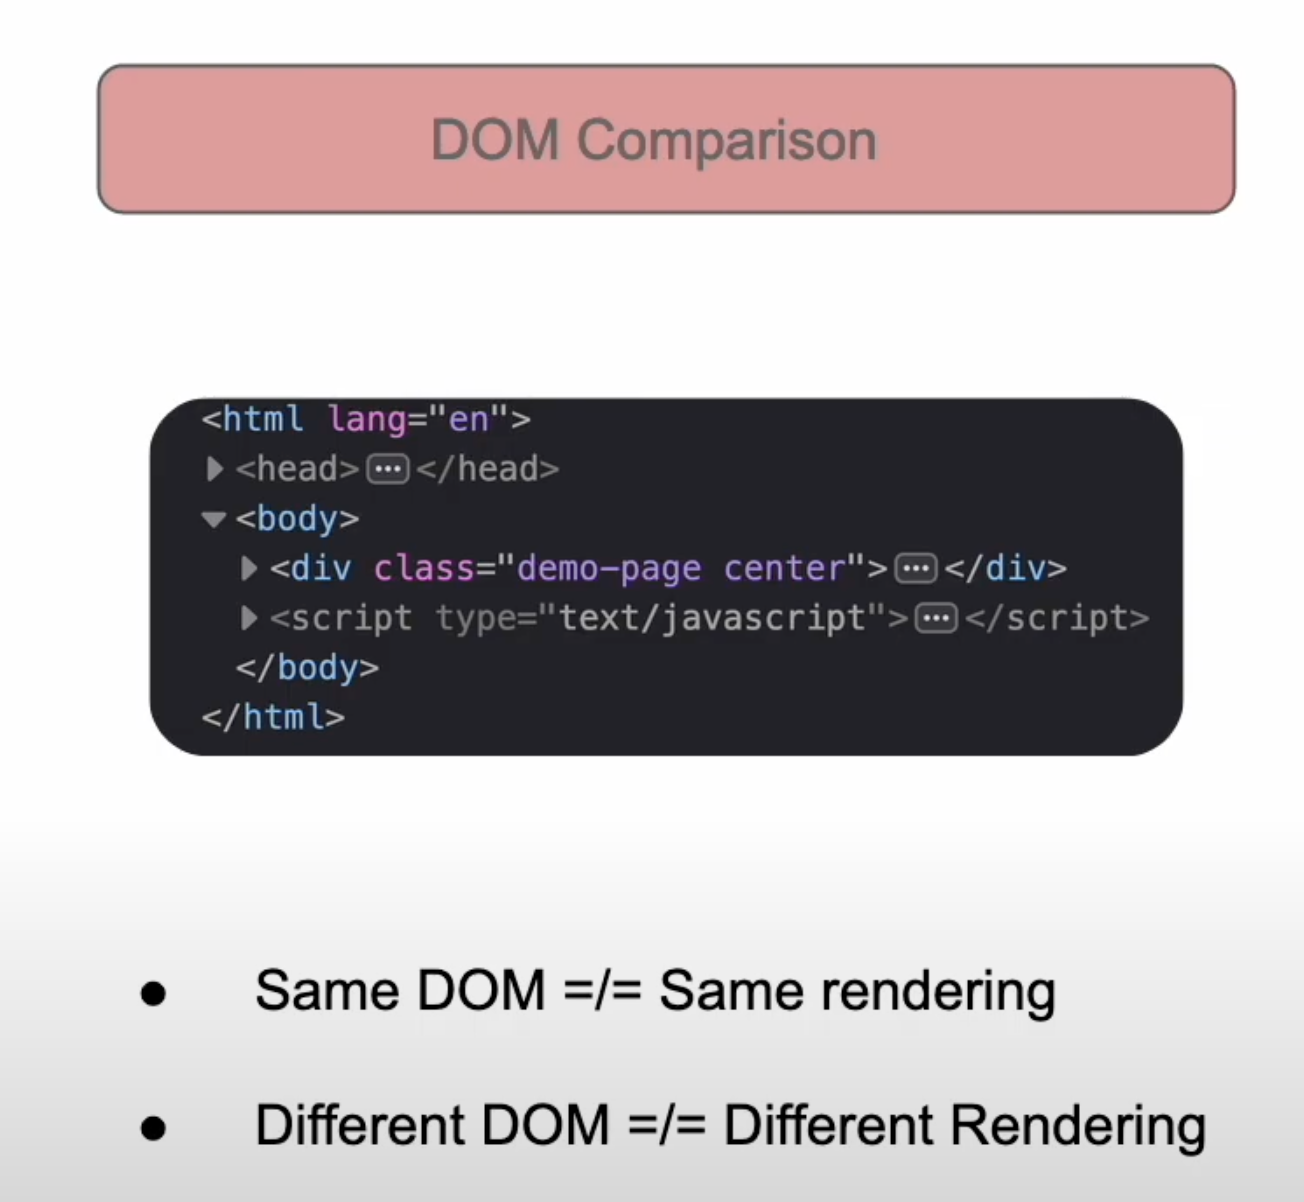 DOM Comparison
<html lang="en">
<head>•••</head>
<body>
<div class="demo-page center">•••</div>
<script type="text/javascript">•••</script>
</body>
</html>
● Same DOM =/= Same rendering
● Different DOM =/= Different Rendering